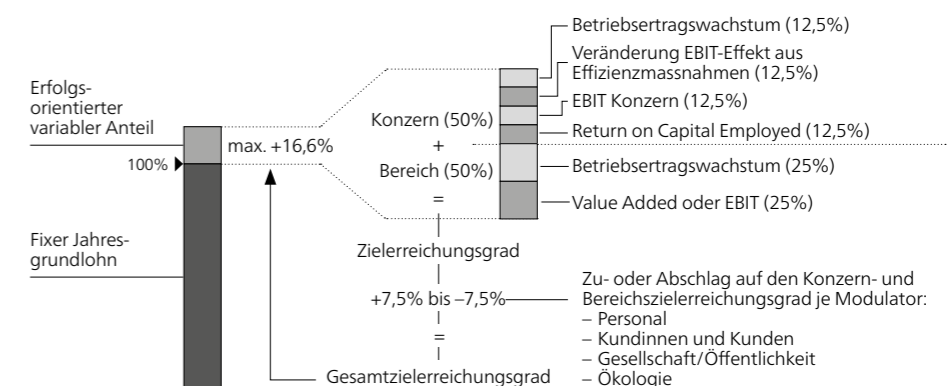 Erfolgs-
orientierter
variabler Anteil
100%
max. +16,6%
Fixer Jahres-
grundlohn
Konzern (50%)
+
Bereich (50%)
=
Zielerreichungsgrad
+7,5% bis –7,5%
=
Gesamtzielerreichungsgrad
Betriebsertragswachstum (12,5%)
Veränderung EBIT-Effekt aus
Effizienzmassnahmen (12,5%)
EBIT Konzern (12,5%)
Return on Capital Employed (12,5%)
Betriebsertragswachstum (25%)
Value Added oder EBIT (25%)
Zu- oder Abschlag auf den Konzern- und
Bereichszielerreichungsgrad je Modulator:
– Personal
– Kundinnen und Kunden
– Gesellschaft/Öffentlichkeit
– Ökologie